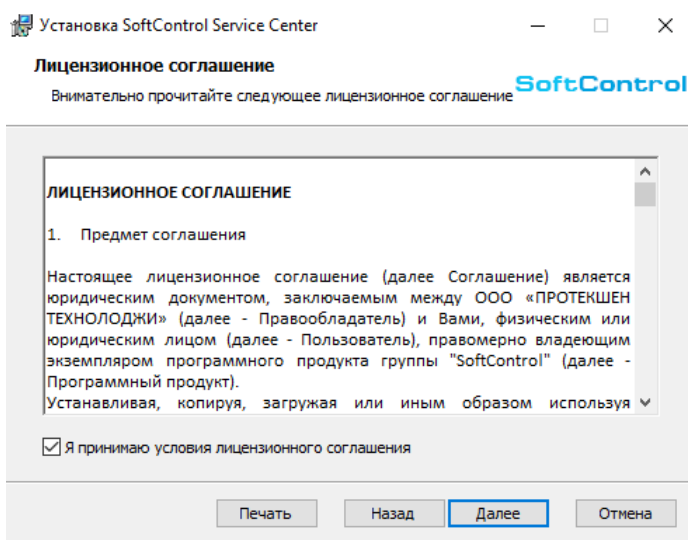 Установка SoftControl Service Center
Лицензионное соглашение
Внимательно прочитайте следующее лицензионное соглашение
SoftControl
ЛИЦЕНЗИОННОЕ СОГЛАШЕНИЕ
1. Предмет соглашения
Настоящее лицензионное соглашение (далее Соглашение) является
юридическим документом, заключаемым между ООО «ПРОТЕКШЕН
ТЕХНОЛОДЖИ» (далее - Правообладатель) и Вами, физическим или
юридическим лицом (далее - Пользователь), правомерно владеющим
экземпляром программного продукта группы "SoftControl" (далее -
Программный продукт).
Устанавливая, копируя, загружая или иным образом используя
Я принимаю условия лицензионного соглашения
Печать
Назад
Далее
Отмена